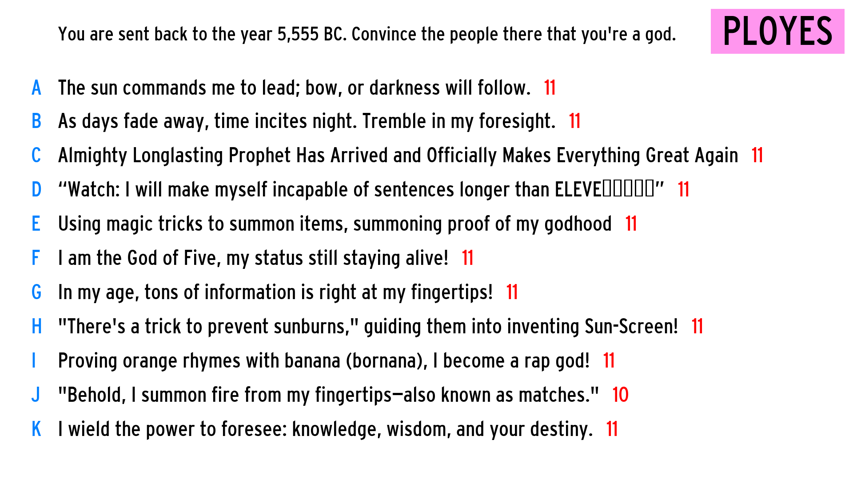 You are sent back to the year 5,555 BC. Convince the people there that you're a god.
PLOYES
A The sun commands me to lead; bow, or darkness will follow. 11
B As days fade away, time incites night. Tremble in my foresight. 11
C Almighty Longlasting Prophet Has Arrived and Officially Makes Everything Great Again 11
D “Watch: I will make myself incapable of sentences longer than ELEVE▯▯▯▯▯” 11
E Using magic tricks to summon items, summoning proof of my godhood 11
F I am the God of Five, my status still staying alive! 11
G In my age, tons of information is right at my fingertips! 11
H "There's a trick to prevent sunburns," guiding them into inventing Sun-Screen! 11
I Proving orange rhymes with banana (bornana), I become a rap god! 11
J "Behold, I summon fire from my fingertips—also known as matches." 10
K I wield the power to foresee: knowledge, wisdom, and your destiny. 11